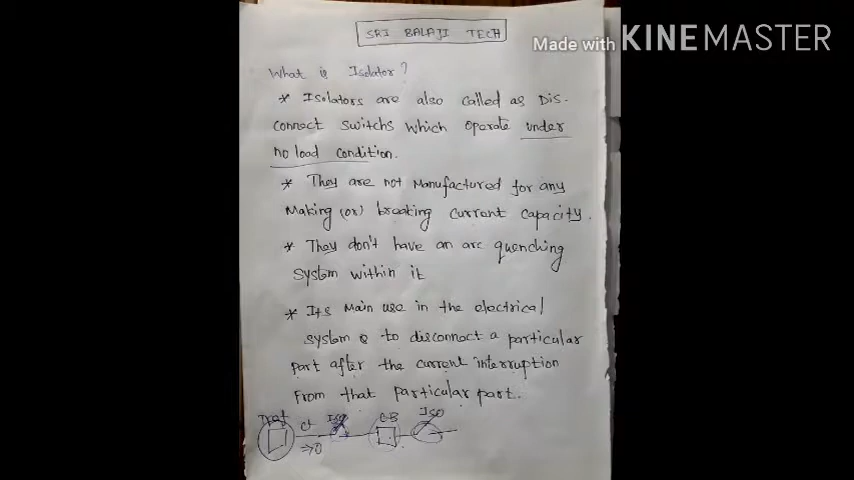 SRI BALAJI TECH
Made with KINEMASTER
What is Isolator?
* Isolators are also called as Dis-
connect switchs which operate under
no load condition.
* They are not Manufactured for any
Making (or) breaking current capacity.
* They don't have an arc quenching
system within it
* Its main use in the electrical
system is to disconnect a particular
part after the current interruption
From that particular part.
Iso C.B Iso